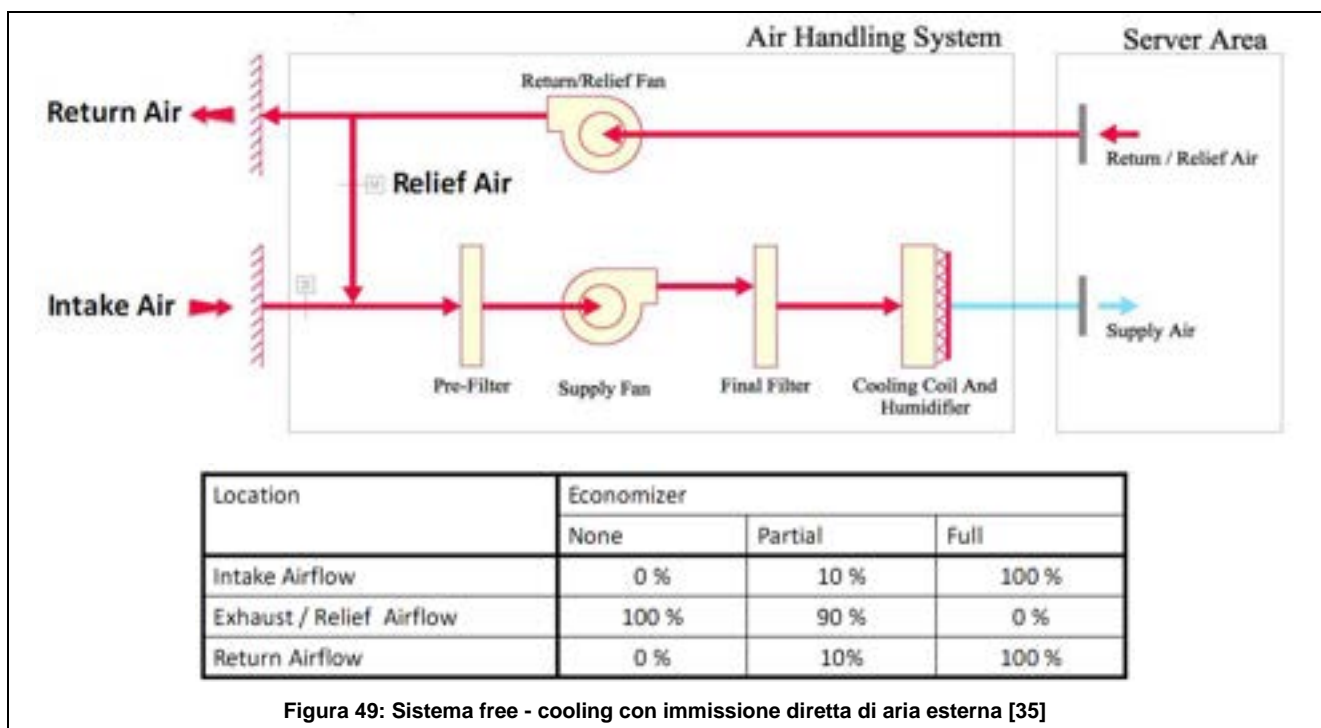 Air Handling System
Server Area
Return/Relief Fan
Return Air
Return / Relief Air
M
Relief Air
Intake Air
Supply Air
Pre-Filter
Supply Fan
Final Filter
Cooling Coil And
Humidifier
Location Economizer
None Partial Full
Intake Airflow 0 % 10 % 100 %
Exhaust / Relief Airflow 100 % 90 % 0 %
Return Airflow 0 % 10% 100 %
Figura 49: Sistema free - cooling con immissione diretta di aria esterna [35]